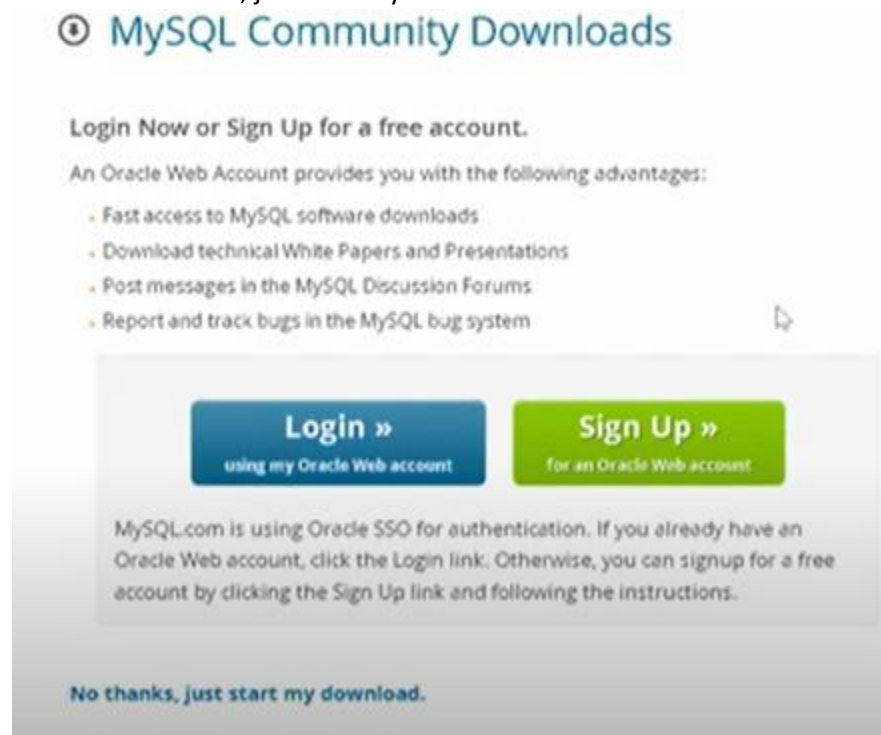 MySQL Community Downloads
Login Now or Sign Up for a free account.
An Oracle Web Account provides you with the following advantages:
Fast access to MySQL software downloads
Download technical White Papers and Presentations
Post messages in the MySQL Discussion Forums
Report and track bugs in the MySQL bug system
Login »
using my Oracle Web account
Sign Up »
for an Oracle Web account
MySQL.com is using Oracle SSO for authentication. If you already have an
Oracle Web account, click the Login link. Otherwise, you can signup for a free
account by clicking the Sign Up link and following the instructions.
No thanks, just start my download.